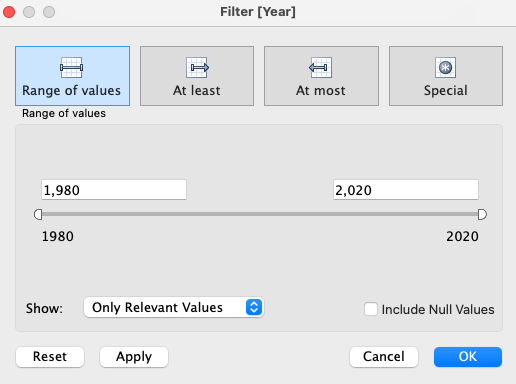 Filter [Year]
Range of values
At least
At most
Special
Range of values
1,980
2,020
1980
2020
Show:
Only Relevant Values
Include Null Values
Reset
Apply
Cancel
OK